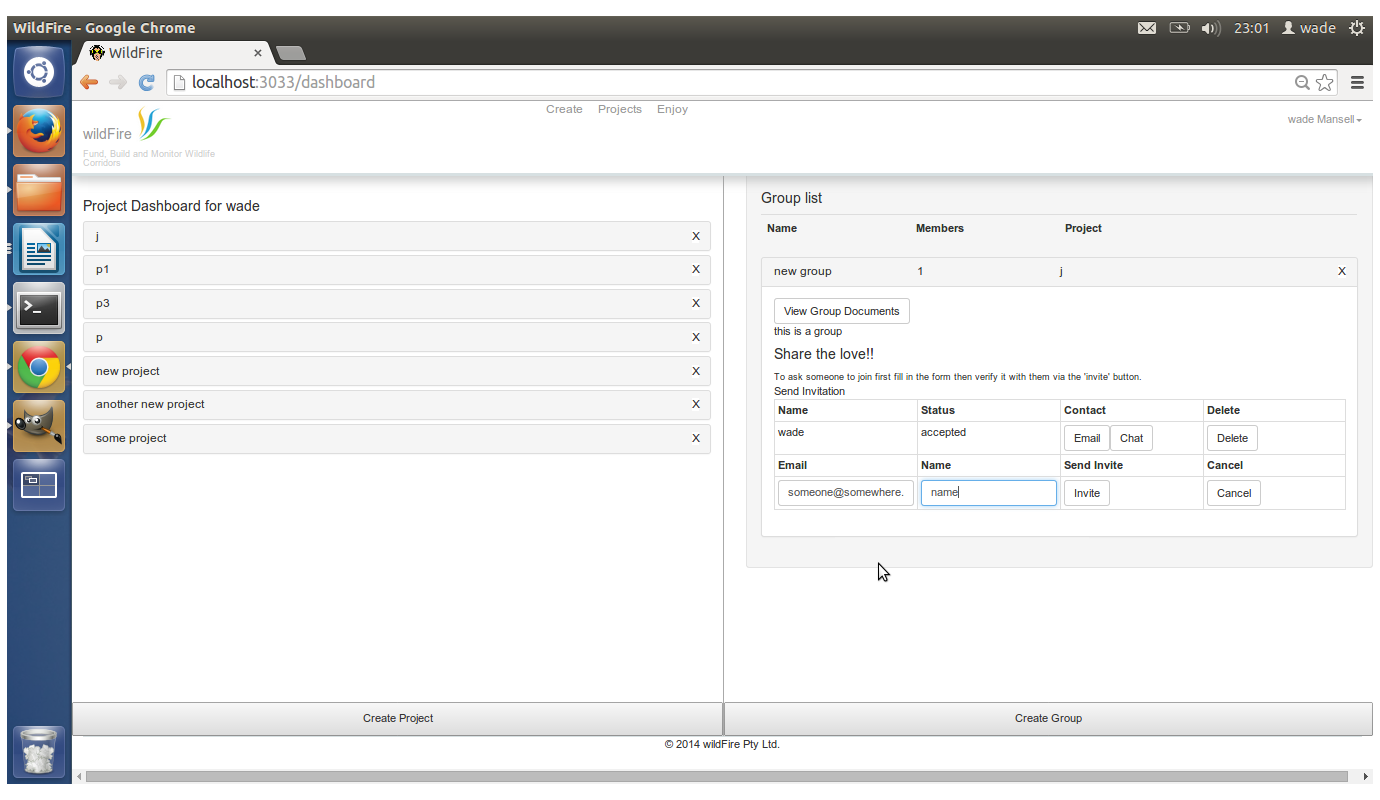 WildFire - Google Chrome
23:01 wade
WildFire ×
localhost:3033/dashboard
Create Projects Enjoy
wade Mansell
wildFire
Fund, Build and Monitor Wildlife
Corridors
Project Dashboard for wade
j X
p1 X
p3 X
p X
new project X
another new project X
some project X
Group list
Name Members Project
new group 1 j X
View Group Documents
this is a group
Share the love!!
To ask someone to join first fill in the form then verify it with them via the 'invite' button.
Send Invitation
Name Status Contact Delete
wade accepted Email Chat Delete
Email Name Send Invite Cancel
someone@somewhere. name Invite Cancel
Create Project Create Group
© 2014 wildFire Pty Ltd.